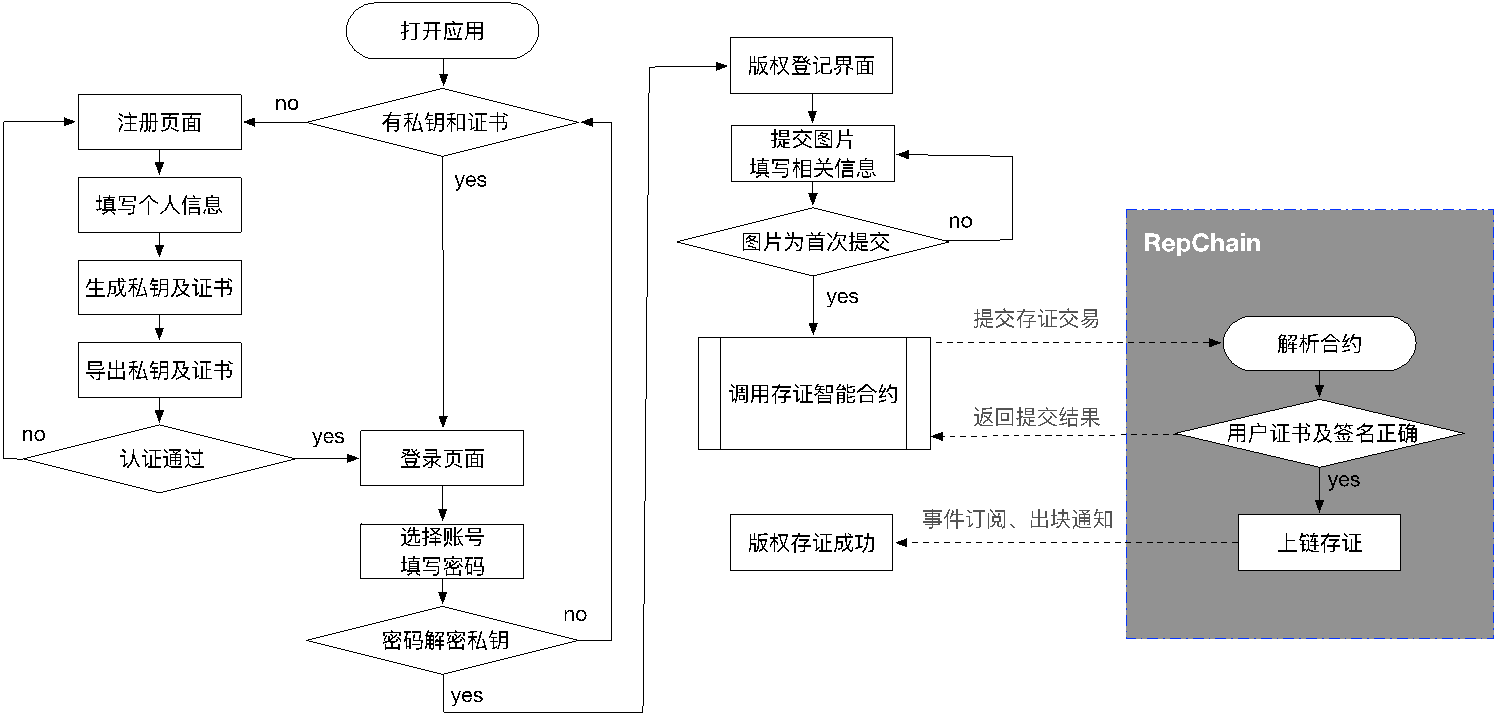 打开应用
有私钥和证书
no
yes
注册页面
填写个人信息
生成私钥及证书
导出私钥及证书
认证通过
no
yes
登录页面
选择账号
填写密码
密码解密私钥
no
yes
版权登记界面
提交图片
填写相关信息
图片为首次提交
no
yes
调用存证智能合约
提交存证交易
返回提交结果
事件订阅、出块通知
版权存证成功
RepChain
解析合约
用户证书及签名正确
yes
上链存证